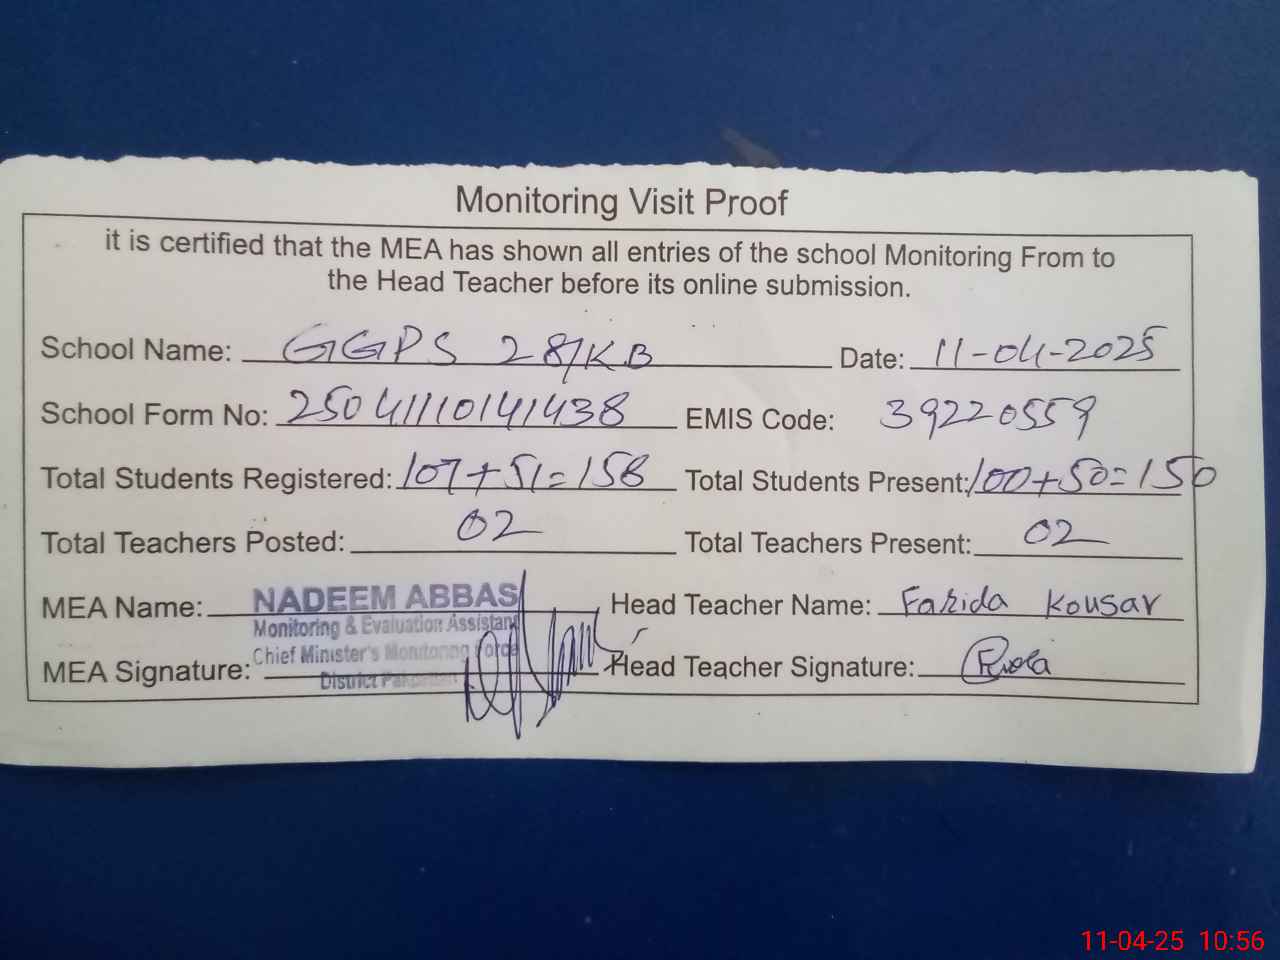 Monitoring Visit Proof
it is certified that the MEA has shown all entries of the school Monitoring From to
the Head Teacher before its online submission.
School Name: GGPS 28/KB Date: 11-04-2025
School Form No: 25041110141438 EMIS Code: 39220559
Total Students Registered: 107+51=158 Total Students Present: 100+50=150
Total Teachers Posted: 02 Total Teachers Present: 02
MEA Name: NADEEM ABBAS Head Teacher Name: Farida Kousar
Monitoring & Evaluation Assistant
Chief Minister's Monitoring Force
MEA Signature: Head Teacher Signature:
District
11-04-25 10:56